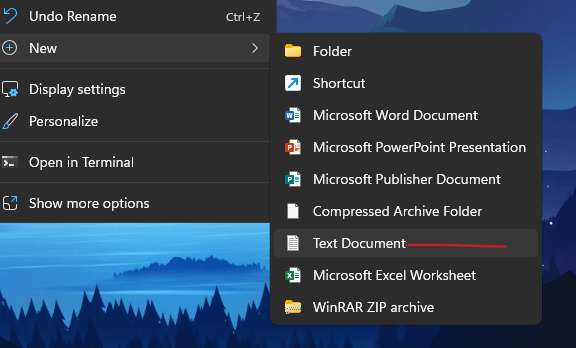 Undo Rename Ctrl+Z
New
Display settings
Personalize
Open in Terminal
Show more options
Folder
Shortcut
Microsoft Word Document
Microsoft PowerPoint Presentation
Microsoft Publisher Document
Compressed Archive Folder
Text Document
Microsoft Excel Worksheet
WinRAR ZIP archive